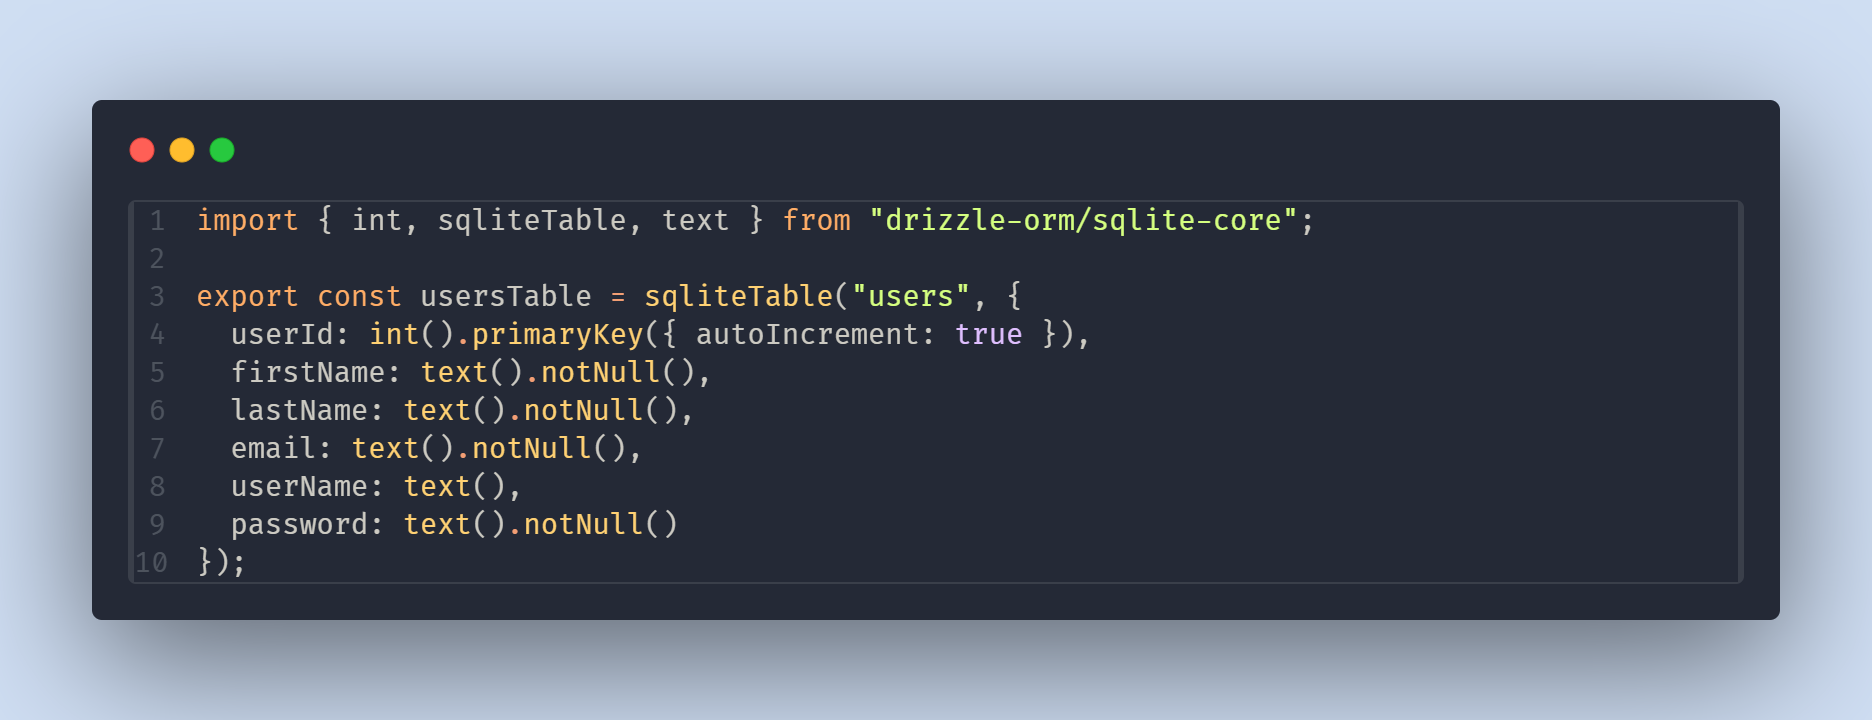 1 import { int, sqliteTable, text } from "drizzle-orm/sqlite-core";
2
3 export const usersTable = sqliteTable("users", {
4   userId: int().primaryKey({ autoIncrement: true }),
5   firstName: text().notNull(),
6   lastName: text().notNull(),
7   email: text().notNull(),
8   userName: text(),
9   password: text().notNull()
10 });